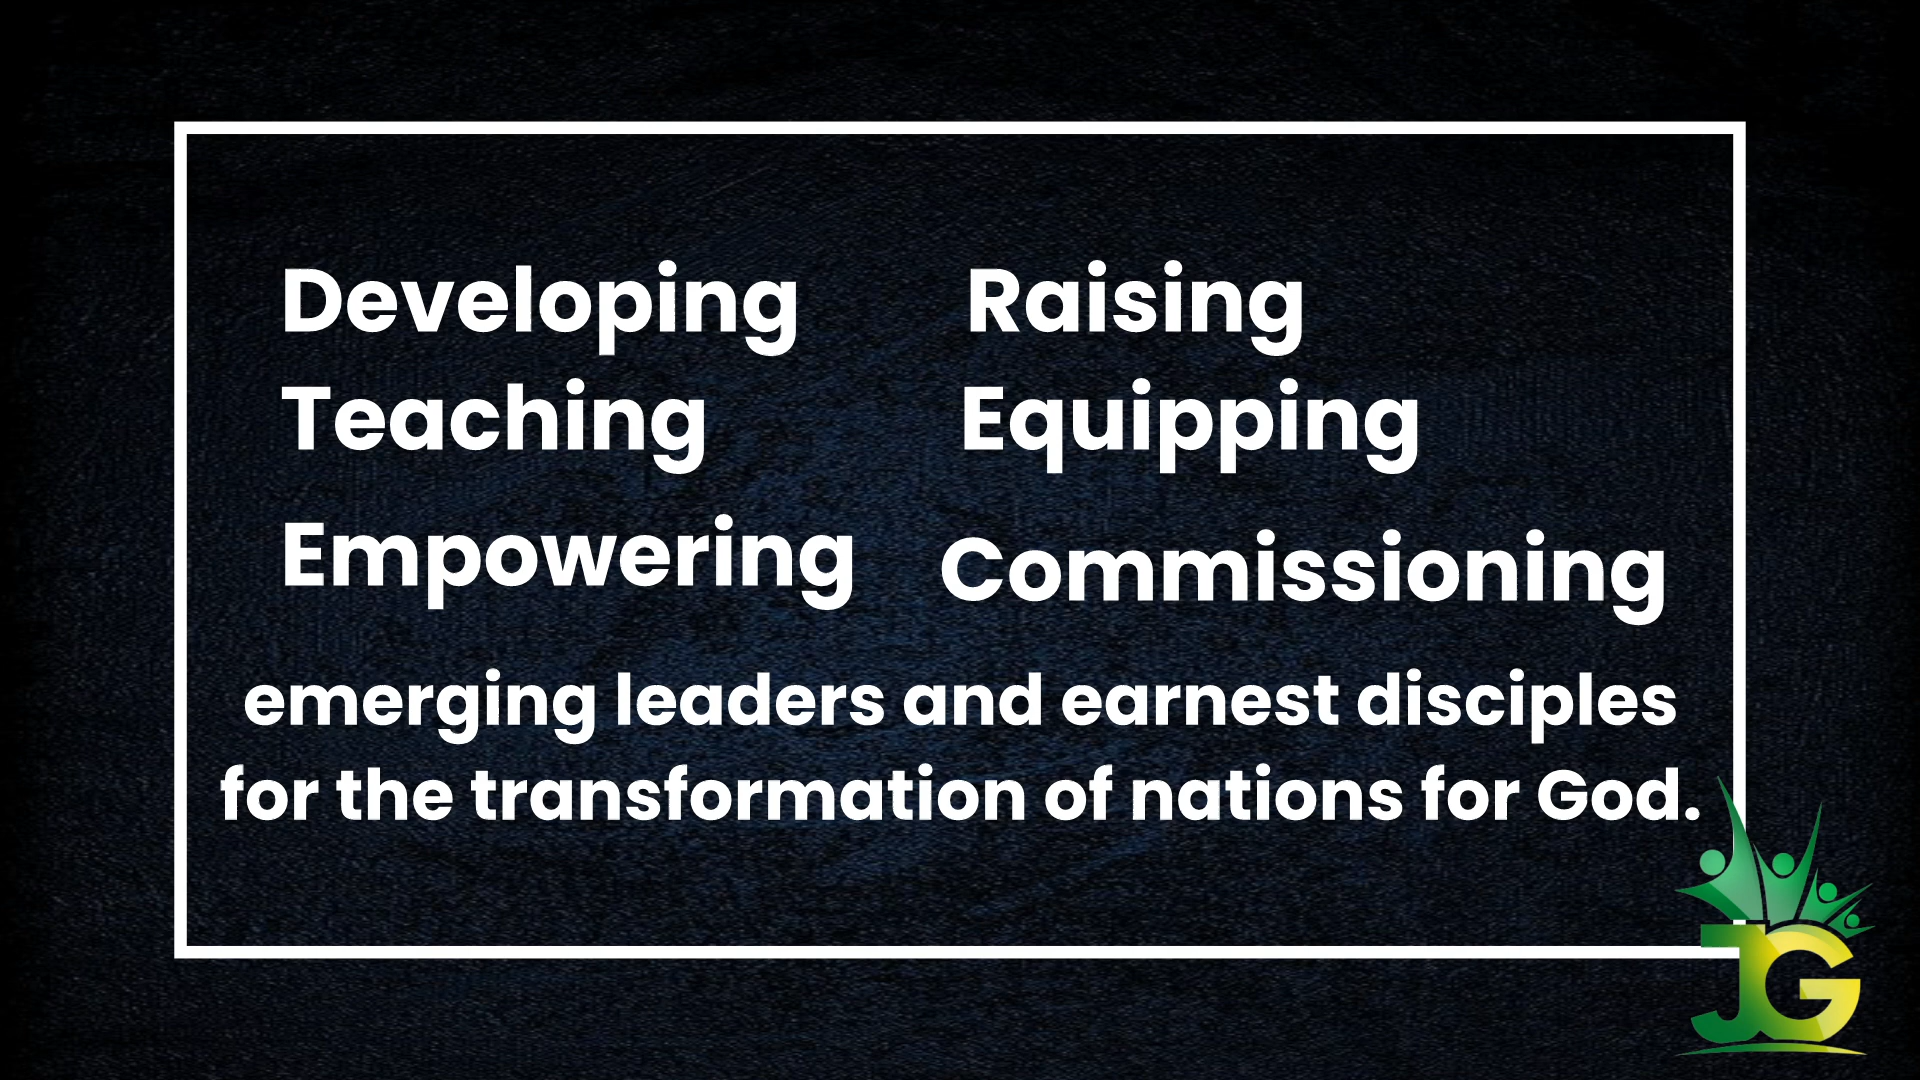 Developing Raising
Teaching Equipping
Empowering Commissioning
emerging leaders and earnest disciples
for the transformation of nations for God.
JG